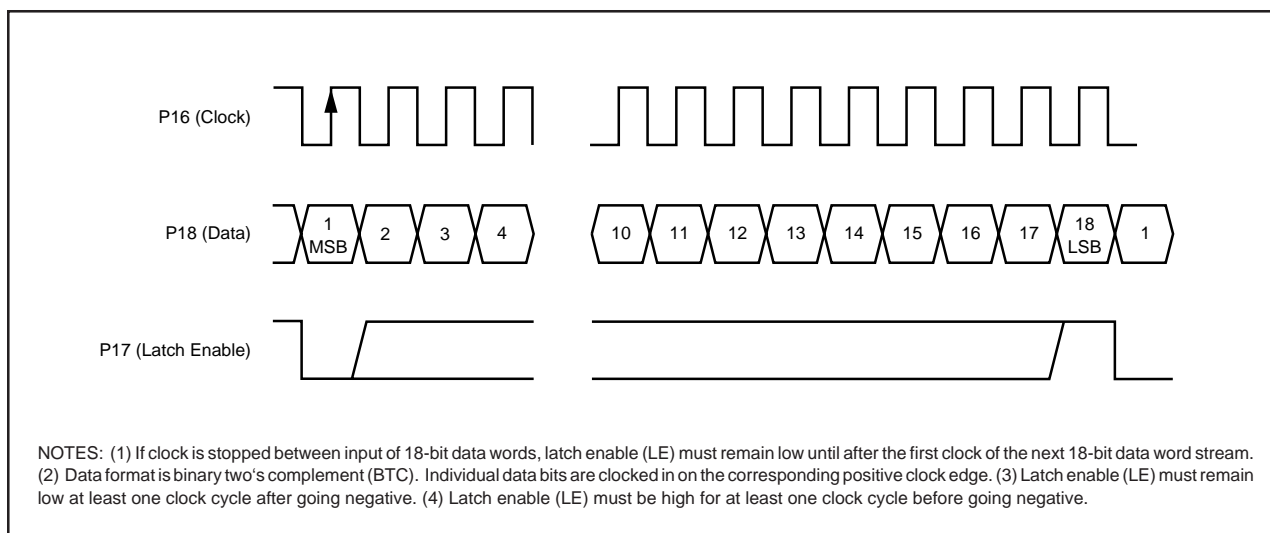 P16 (Clock)
P18 (Data)
1
MSB
2
3
4
10
11
12
13
14
15
16
17
18
LSB
1
P17 (Latch Enable)
NOTES: (1) If clock is stopped between input of 18-bit data words, latch enable (LE) must remain low until after the first clock of the next 18-bit data word stream.
(2) Data format is binary two‘s complement (BTC). Individual data bits are clocked in on the corresponding positive clock edge. (3) Latch enable (LE) must remain
low at least one clock cycle after going negative. (4) Latch enable (LE) must be high for at least one clock cycle before going negative.